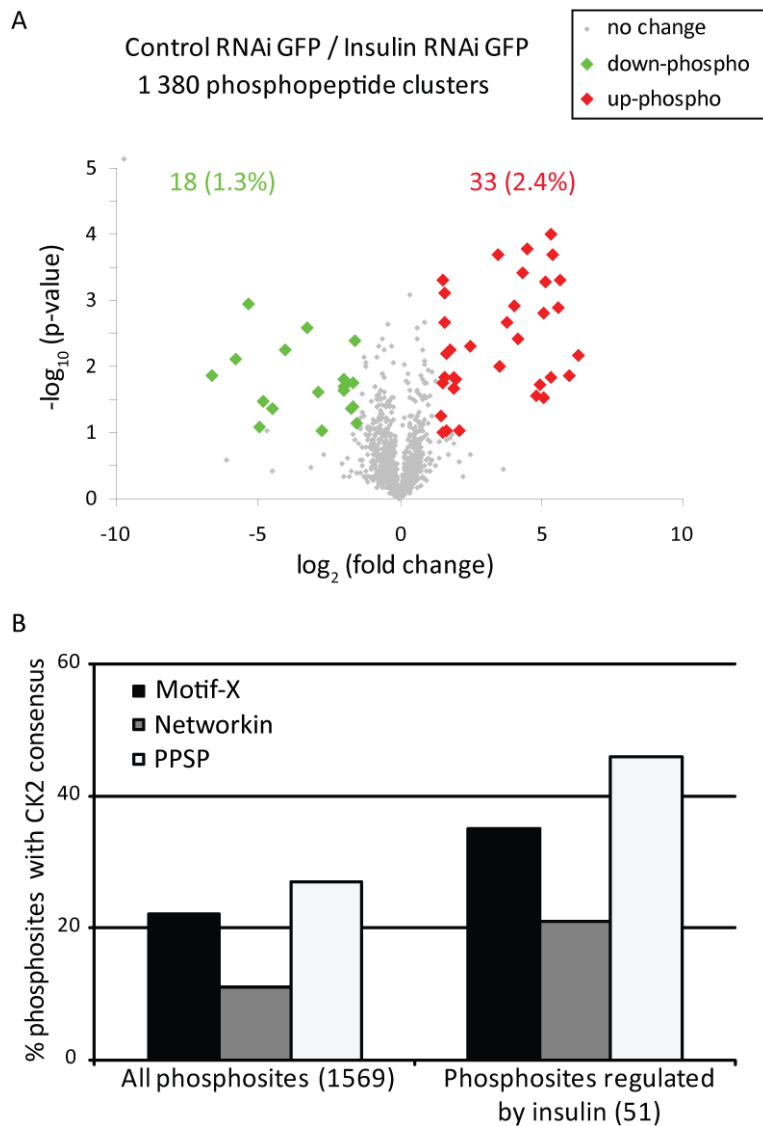 A
Control RNAi GFP / Insulin RNAi GFP
1 380 phosphopeptide clusters
no change
down-phospho
up-phospho
18 (1.3%)
33 (2.4%)
5
4
3
2
1
0
-log10 (p-value)
-10
-5
0
5
10
log2 (fold change)
B
60
40
20
0
% phosphosites with CK2 consensus
Motif-X
Networkin
PPSP
All phosphosites (1569)
Phosphosites regulated
by insulin (51)